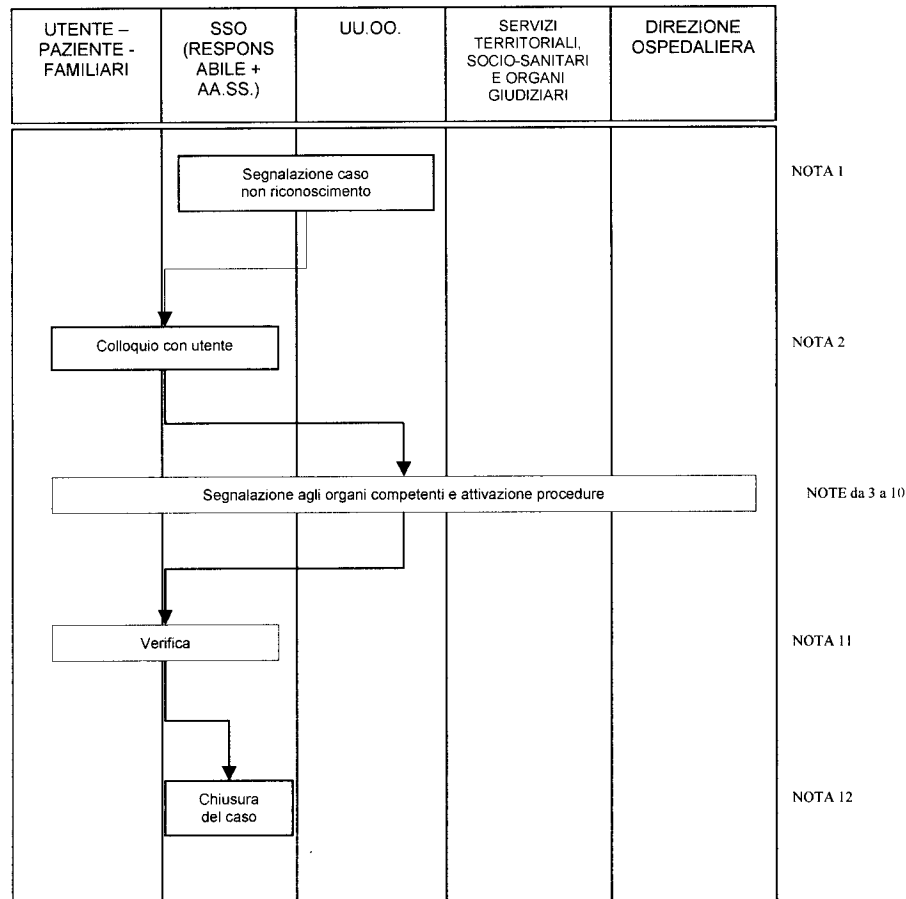 UTENTE –
PAZIENTE -
FAMILIARI
SSO
(RESPONS
ABILE +
AA.SS.)
UU.OO.
SERVIZI
TERRITORIALI,
SOCIO-SANITARI
E ORGANI
GIUDIZIARI
DIREZIONE
OSPEDALIERA
Segnalazione caso
non riconoscimento
NOTA 1
Colloquio con utente
NOTA 2
Segnalazione agli organi competenti e attivazione procedure
NOTE da 3 a 10
Verifica
NOTA 11
Chiusura
del caso
NOTA 12